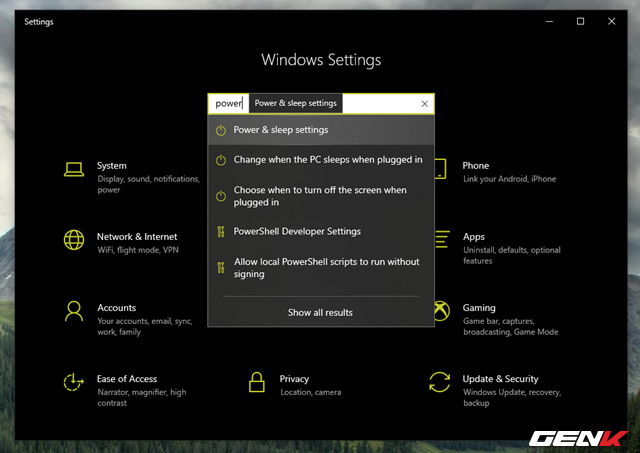 Settings
Windows Settings
power
Power & sleep settings
Power & sleep settings
Change when the PC sleeps when plugged in
Choose when to turn off the screen when
plugged in
PowerShell Developer Settings
Allow local PowerShell scripts to run without
signing
Show all results
System
Display, sound, notifications,
power
Phone
Link your Android, iPhone
Network & Internet
WiFi, flight mode, VPN
Apps
Uninstall, defaults, optional
features
Accounts
Your accounts, email, sync,
work, family
Gaming
Game bar, captures,
broadcasting, Game Mode
Ease of Access
Narrator, magnifier, high
contrast
Privacy
Location, camera
Update & Security
Windows Update, recovery,
backup
GENK